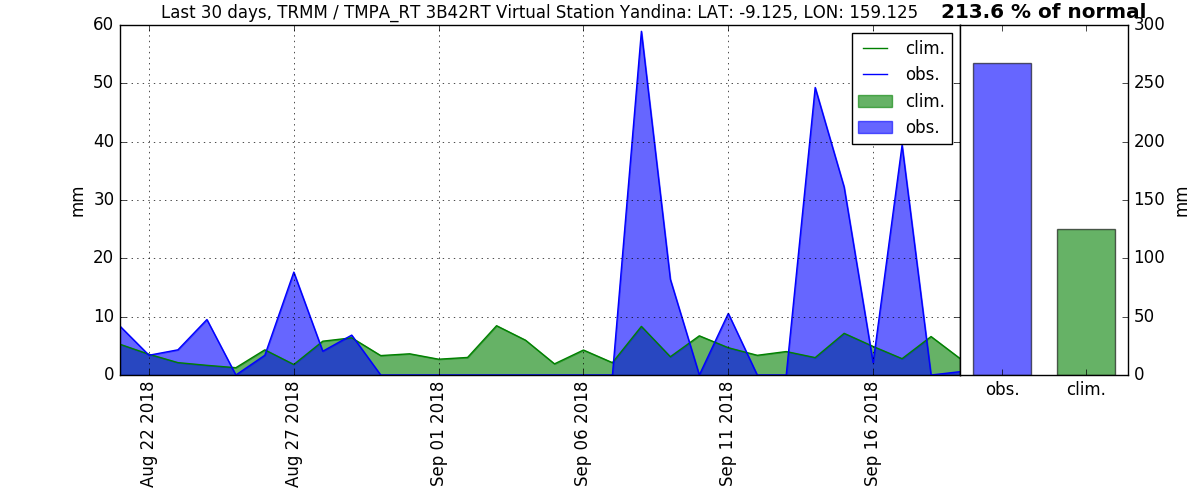 Last 30 days, TRMM / TMPA_RT 3B42RT Virtual Station Yandina: LAT: -9.125, LON: 159.125
213.6 % of normal
60
50
40
30
20
10
0
mm
clim.
obs.
clim.
obs.
300
250
200
150
100
50
0
mm
Aug 22 2018
Aug 27 2018
Sep 01 2018
Sep 06 2018
Sep 11 2018
Sep 16 2018
obs.
clim.